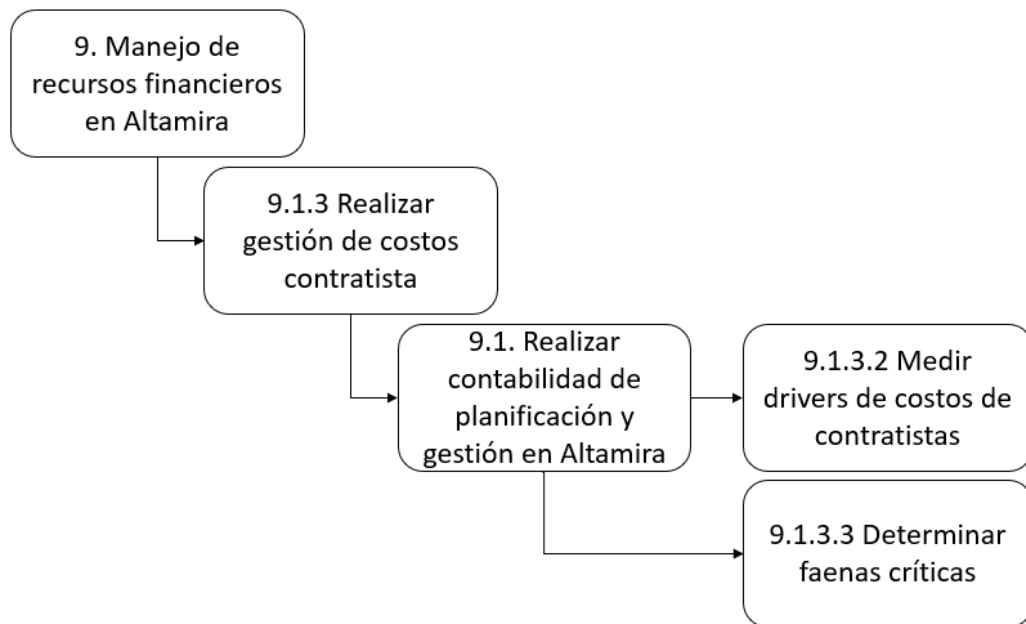 9. Manejo de
recursos financieros
en Altamira
9.1.3 Realizar
gestión de costos
contratista
9.1. Realizar
contabilidad de
planificación y
gestión en Altamira
9.1.3.2 Medir
drivers de costos de
contratistas
9.1.3.3 Determinar
faenas críticas